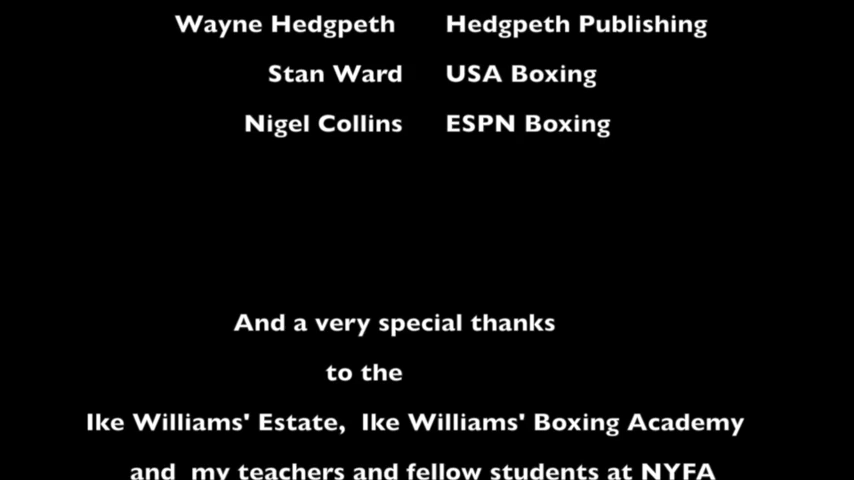 Wayne Hedgpeth Hedgpeth Publishing
Stan Ward USA Boxing
Nigel Collins ESPN Boxing
And a very special thanks
to the
Ike Williams' Estate, Ike Williams' Boxing Academy
and my teachers and fellow students at NYFA